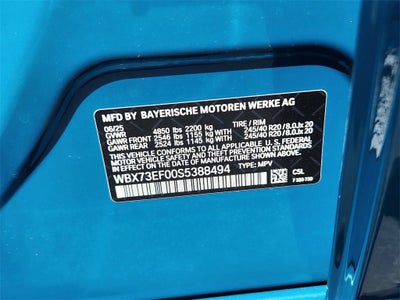 MFD BY BAYERISCHE MOTOREN WERKE AG
06/25 TIRE / RIM
GVWR 4850 lbs 2200 kg 245/40 R20 / 8.0Jx 20
GAWR FRONT 2546 lbs 1155 kg WITH 245/40 R20 / 8.0Jx 20
GAWR REAR 2524 lbs 1145 kg WITH
THIS VEHICLE CONFORMS TO ALL APPLICABLE U.S. FEDERAL
MOTOR VEHICLE SAFETY, BUMPER, AND THEFT PREVENTION
STANDARDS IN EFFECT ON THE DATE OF MANUFACTURE SHOWN ABOVE.
WBX73EF00S5388494
TYPE: MPV
CSL